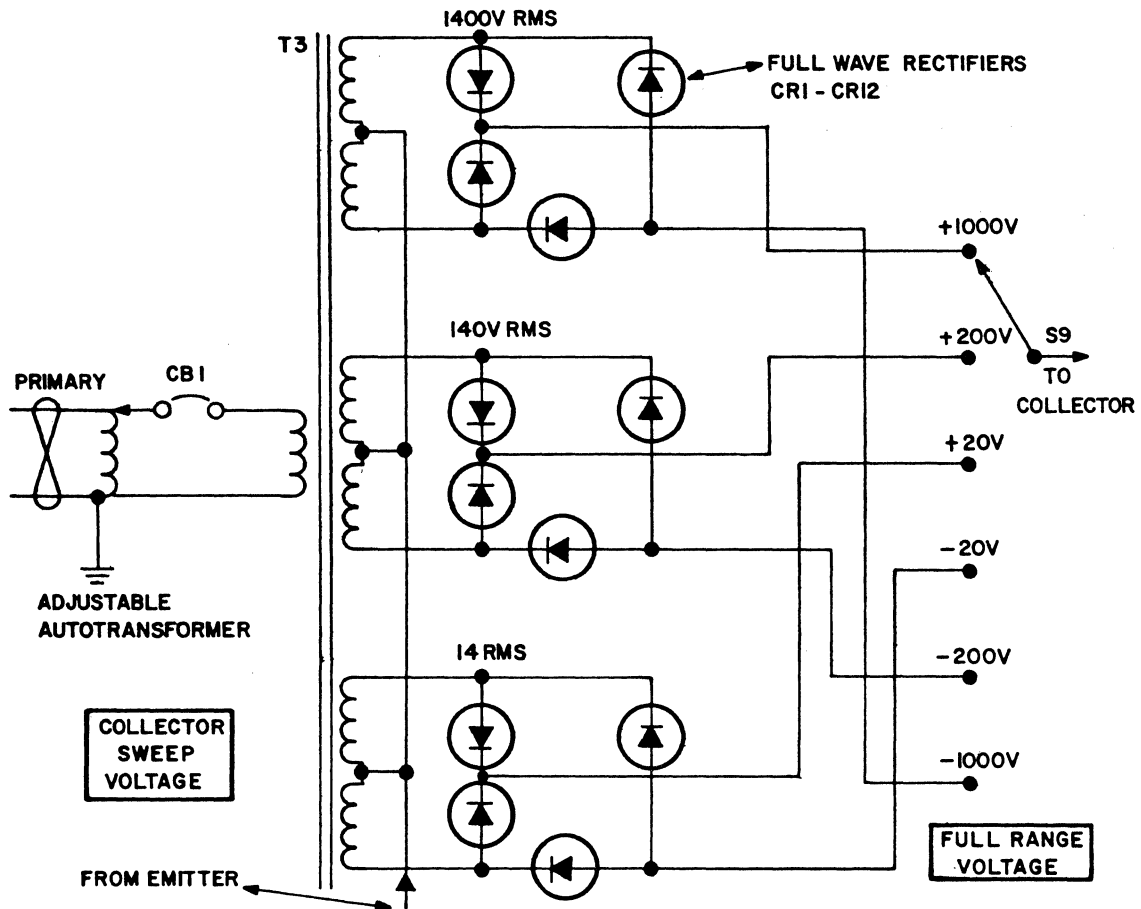 1400V RMS
T3
FULL WAVE RECTIFIERS
CR1 - CR12
+1000V
140V RMS
+200V
S9
TO
COLLECTOR
PRIMARY
CB1
+20V
-20V
ADJUSTABLE
AUTOTRANSFORMER
14 RMS
-200V
COLLECTOR
SWEEP
VOLTAGE
-1000V
FULL RANGE
VOLTAGE
FROM EMITTER